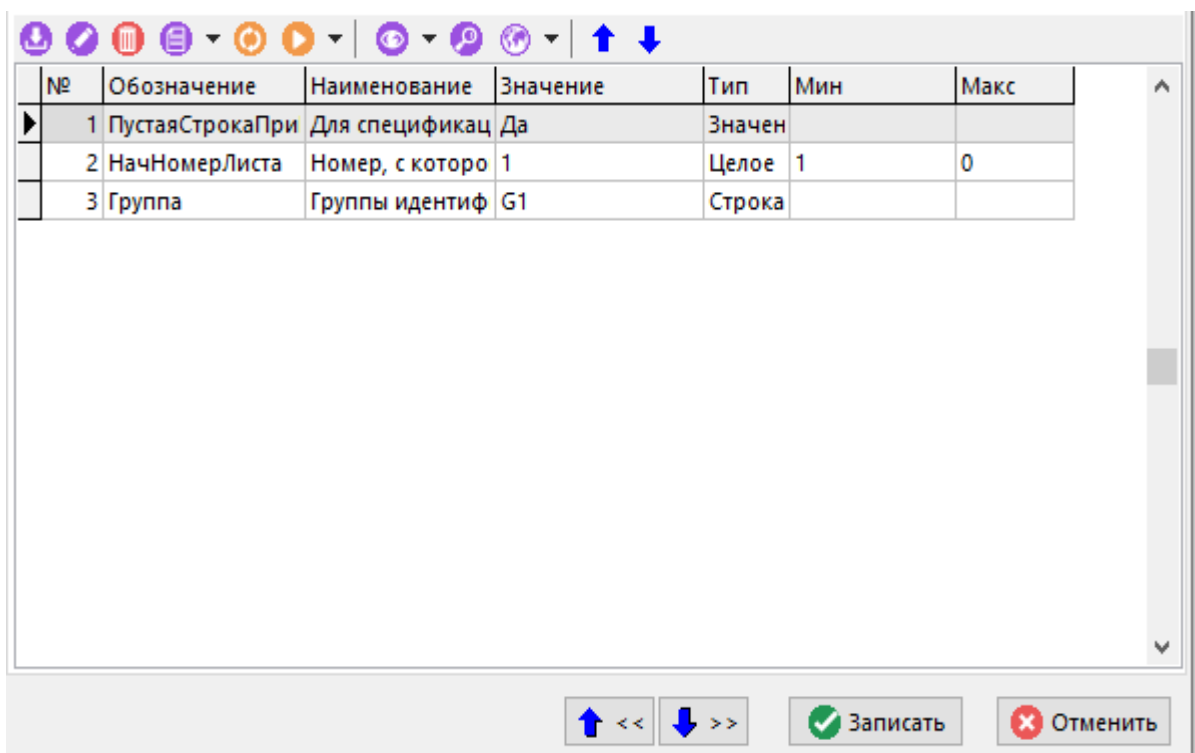 № Обозначение Наименование Значение Тип Мин Макс
1 ПустаяСтрокаПри Для спецификац Да Значен
2 НачНомерЛиста Номер, с которо 1 Целое 1 0
3 Группа Группы идентиф G1 Строка
<< >> Записать Отменить